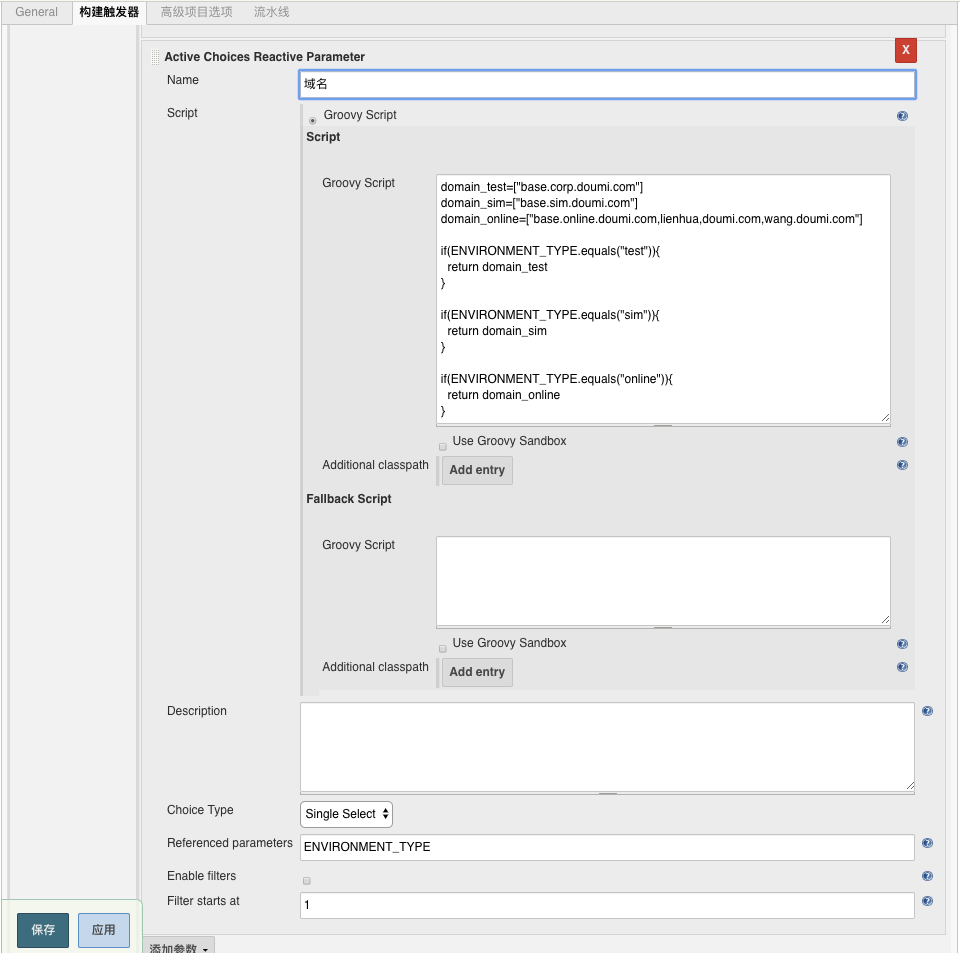 General 构建触发器 高级项目选项 流水线
Active Choices Reactive Parameter X
Name 域名
Script Groovy Script
Script
Groovy Script
domain_test=["base.corp.doumi.com"]
domain_sim=["base.sim.doumi.com"]
domain_online=["base.online.doumi.com,lienhua,doumi.com,wang.doumi.com"]
if(ENVIRONMENT_TYPE.equals("test")){
return domain_test
}
if(ENVIRONMENT_TYPE.equals("sim")){
return domain_sim
}
if(ENVIRONMENT_TYPE.equals("online")){
return domain_online
}
Use Groovy Sandbox
Additional classpath Add entry
Fallback Script
Groovy Script
Use Groovy Sandbox
Additional classpath Add entry
Description
Choice Type Single Select
Referenced parameters ENVIRONMENT_TYPE
Enable filters
Filter starts at 1
保存 应用
添加参数